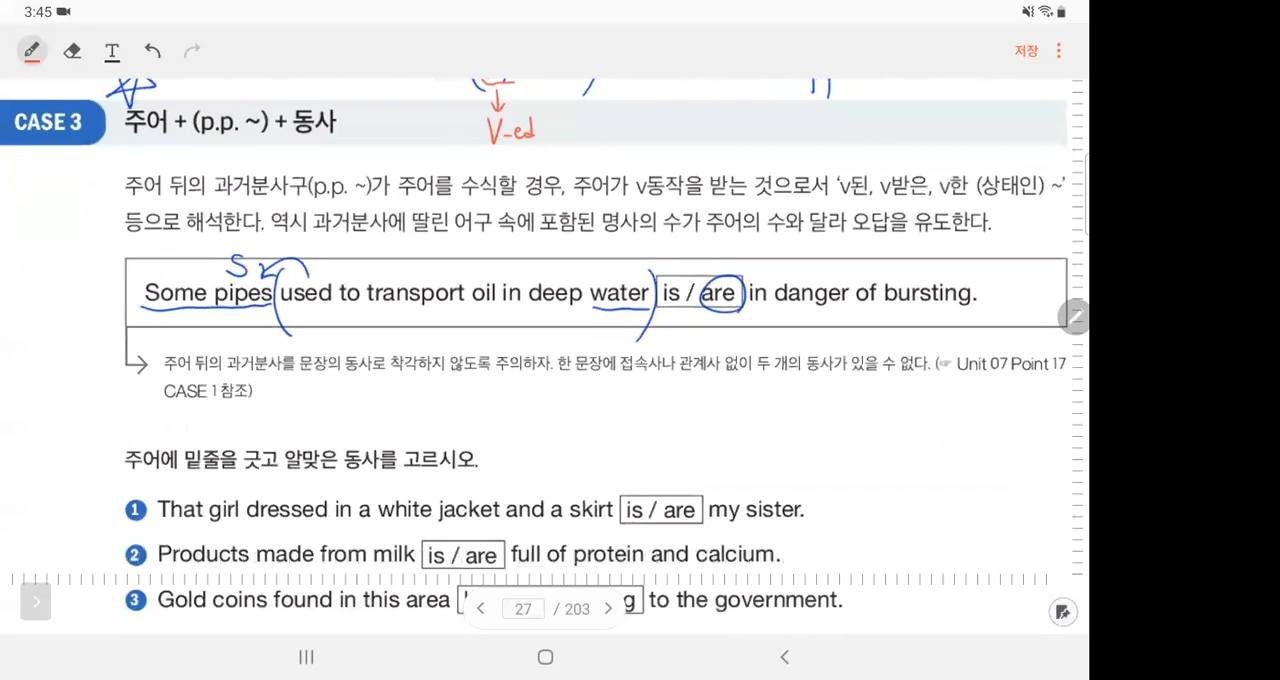 3:45
T
저장
CASE 3 주어 + (p.p. ~) + 동사
V-ed
주어 뒤의 과거분사구(p.p. ~)가 주어를 수식할 경우, 주어가 v동작을 받는 것으로서 ‘v된, v받은, v한 (상태인) ~’
등으로 해석한다. 역시 과거분사에 딸린 어구 속에 포함된 명사의 수가 주어의 수와 달라 오답을 유도한다.
S
Some pipes used to transport oil in deep water is / are in danger of bursting.
주어 뒤의 과거분사를 문장의 동사로 착각하지 않도록 주의하자. 한 문장에 접속사나 관계사 없이 두 개의 동사가 있을 수 없다. (☞ Unit 07 Point 17
CASE 1 참조)
주어에 밑줄을 긋고 알맞은 동사를 고르시오.
1 That girl dressed in a white jacket and a skirt is / are my sister.
2 Products made from milk is / are full of protein and calcium.
3 Gold coins found in this area to the government.
27 / 203